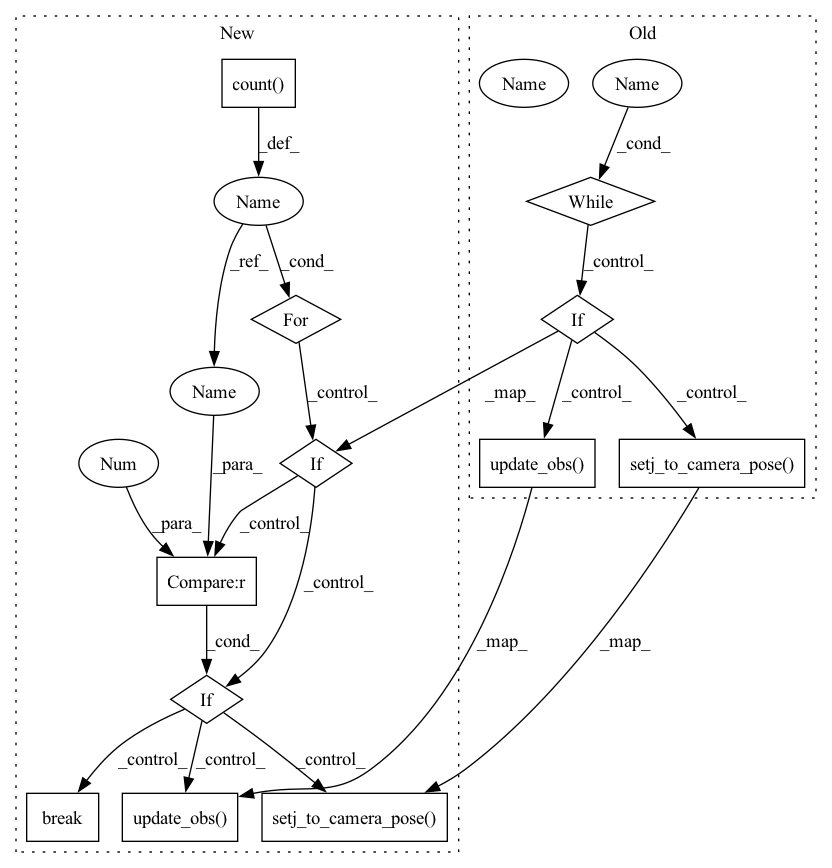 New
Old
count()
Name
Name
_def_
_cond_
Name
While
_ref_
_cond_
_control_
For
If
Name
_control_
_map_
_control_
_control_
Num
If
update_obs()
setj_to_camera_pose()
_para_
_para_
_control_
Compare:r
_control_
_cond_
_map_
_map_
If
_control_
_control_
_control_
break
update_obs()
setj_to_camera_pose()